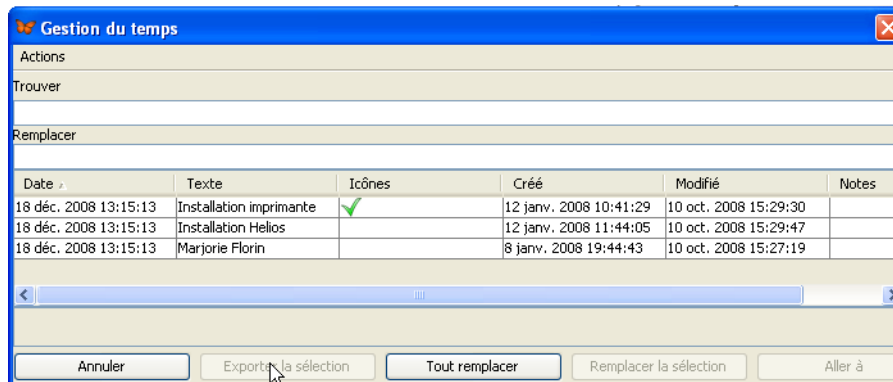 Gestion du temps
Actions
Trouver
Remplacer
Date Texte Icônes Créé Modifié Notes
18 déc. 2008 13:15:13 Installation imprimante 12 janv. 2008 10:41:29 10 oct. 2008 15:29:30
18 déc. 2008 13:15:13 Installation Helios 12 janv. 2008 11:44:05 10 oct. 2008 15:29:47
18 déc. 2008 13:15:13 Marjorie Florin 8 janv. 2008 19:44:43 10 oct. 2008 15:27:19
Annuler Exporter la sélection Tout remplacer Remplacer la sélection Aller à